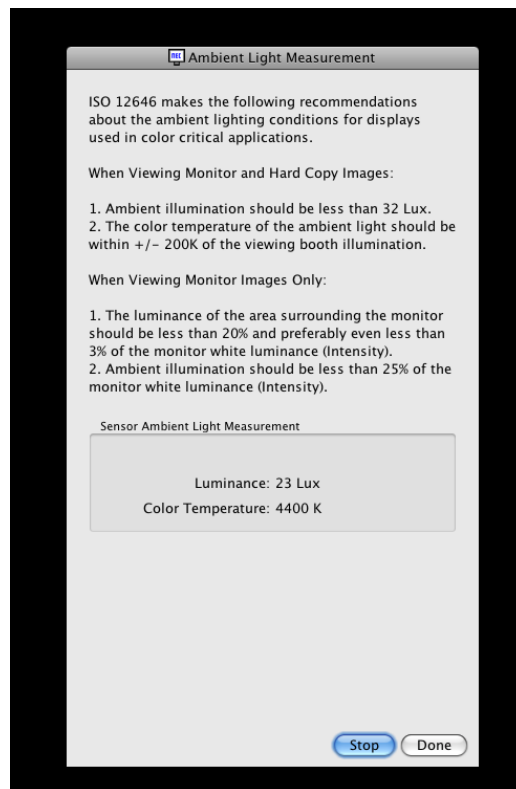 NEC Ambient Light Measurement
ISO 12646 makes the following recommendations
about the ambient lighting conditions for displays
used in color critical applications.
When Viewing Monitor and Hard Copy Images:
1. Ambient illumination should be less than 32 Lux.
2. The color temperature of the ambient light should be
within +/- 200K of the viewing booth illumination.
When Viewing Monitor Images Only:
1. The luminance of the area surrounding the monitor
should be less than 20% and preferably even less than
3% of the monitor white luminance (Intensity).
2. Ambient illumination should be less than 25% of the
monitor white luminance (Intensity).
Sensor Ambient Light Measurement
Luminance: 23 Lux
Color Temperature: 4400 K
Stop Done